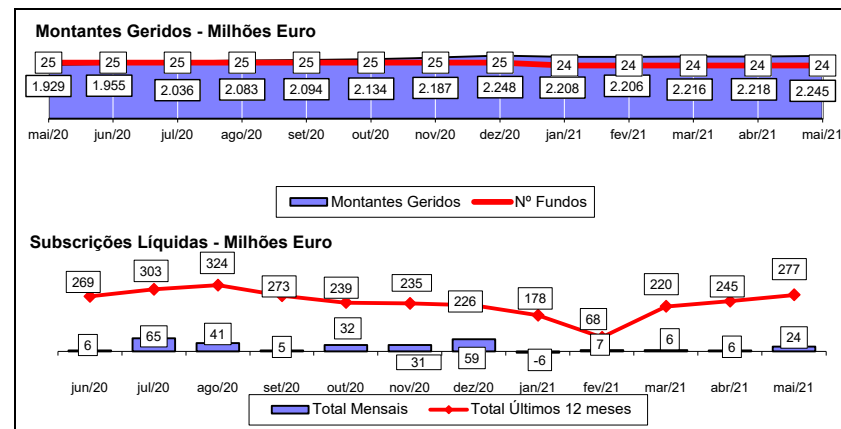 Montantes Geridos - Milhões Euro
25 25 25 25 25 25 25 25 24 24 24 24 24
1.929 1.955 2.036 2.083 2.094 2.134 2.187 2.248 2.208 2.206 2.216 2.218 2.245
mai/20 jun/20 jul/20 ago/20 set/20 out/20 nov/20 dez/20 jan/21 fev/21 mar/21 abr/21 mai/21
Montantes Geridos Nº Fundos
Subscrições Líquidas - Milhões Euro
269 303 324 273 239 235 226 178 68 220 245 277
6 65 41 5 32 31 59 -6 7 6 6 24
jun/20 jul/20 ago/20 set/20 out/20 nov/20 dez/20 jan/21 fev/21 mar/21 abr/21 mai/21
Total Mensais Total Últimos 12 meses